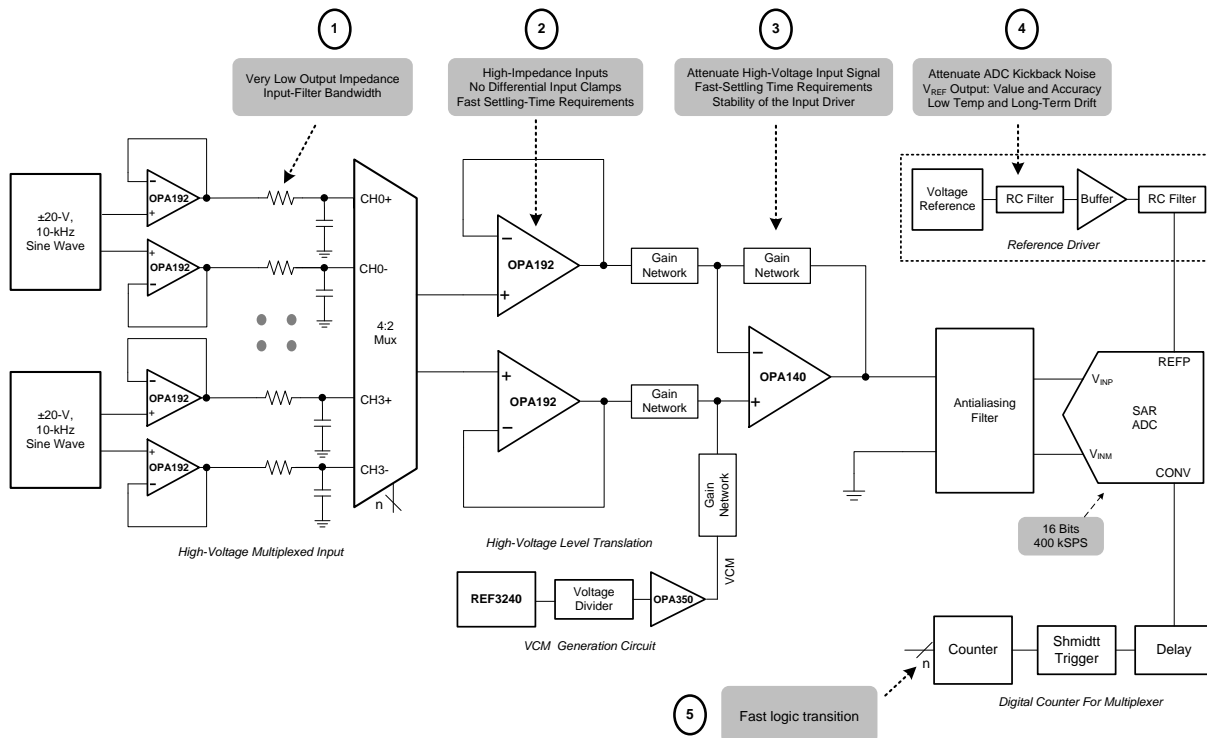 1
2
3
4
Very Low Output Impedance
Input-Filter Bandwidth
High-Impedance Inputs
No Differential Input Clamps
Fast Settling-Time Requirements
Attenuate High-Voltage Input Signal
Fast-Settling Time Requirements
Stability of the Input Driver
Attenuate ADC Kickback Noise
VREF Output: Value and Accuracy
Low Temp and Long-Term Drift
±20-V,
10-kHz
Sine Wave
OPA192
OPA192
CH0+
CH0-
±20-V,
10-kHz
Sine Wave
OPA192
OPA192
CH3+
CH3-
4:2
Mux
n
High-Voltage Multiplexed Input
OPA192
OPA192
High-Voltage Level Translation
Gain
Network
Gain
Network
Gain
Network
Gain
Network
OPA140
VCM
REF3240
Voltage
Divider
OPA350
VCM Generation Circuit
Voltage
Reference
RC Filter
Buffer
RC Filter
Reference Driver
Antialiasing
Filter
REFP
VINP
SAR
ADC
VINM
CONV
16 Bits
400 kSPS
n
Counter
Shmidtt
Trigger
Delay
Digital Counter For Multiplexer
5
Fast logic transition